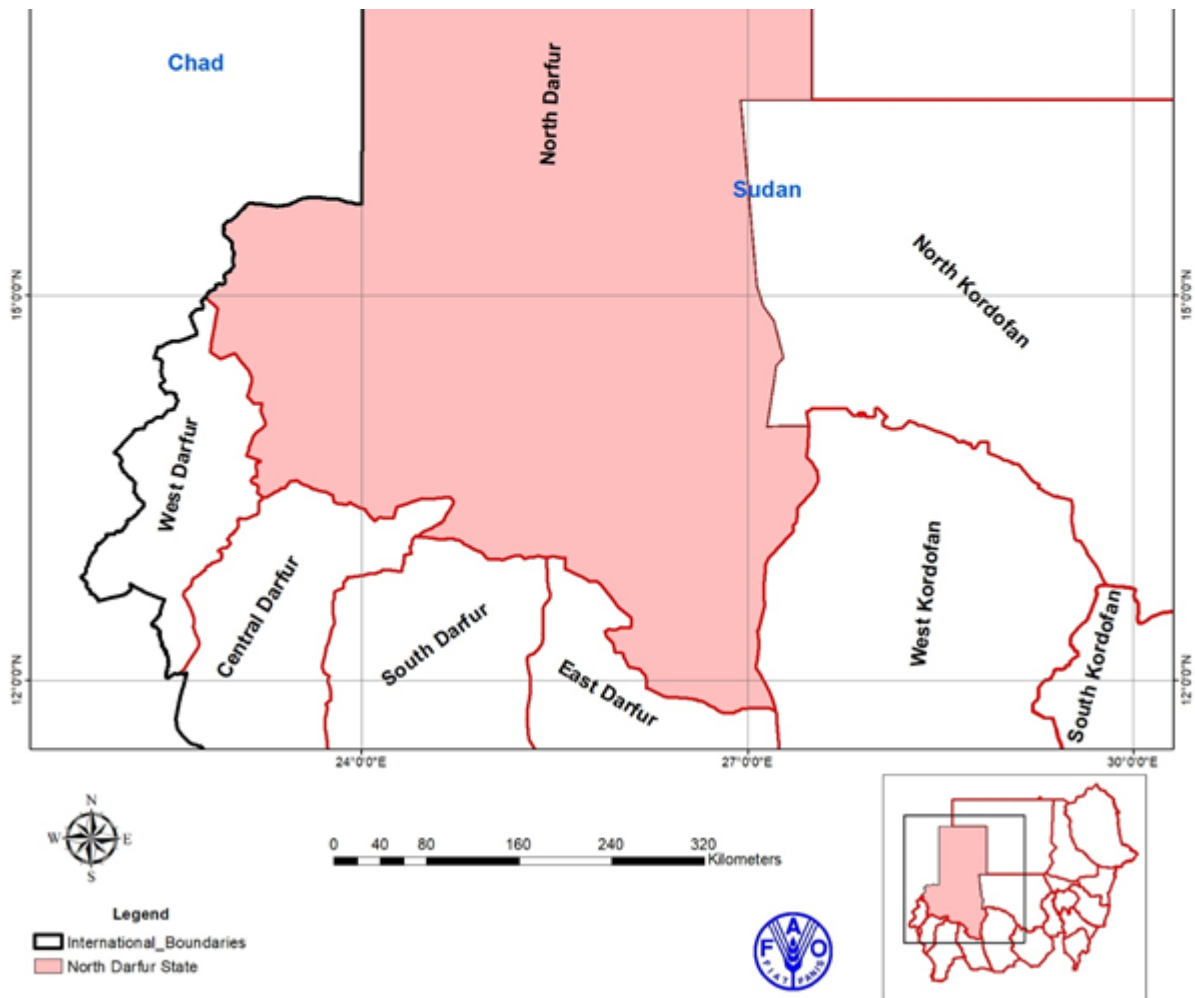 Chad
North Darfur
Sudan
North Kordofan
15°0'0"N
15°0'0"N
West Darfur
Central Darfur
South Darfur
East Darfur
West Kordofan
South Kordofan
12°0'0"N
12°0'0"N
24°0'0"E
27°0'0"E
30°0'0"E
N
W
E
S
0 40 80 160 240 320
Kilometers
Legend
International_Boundaries
North Darfur State
F A O
FIAT PANIS